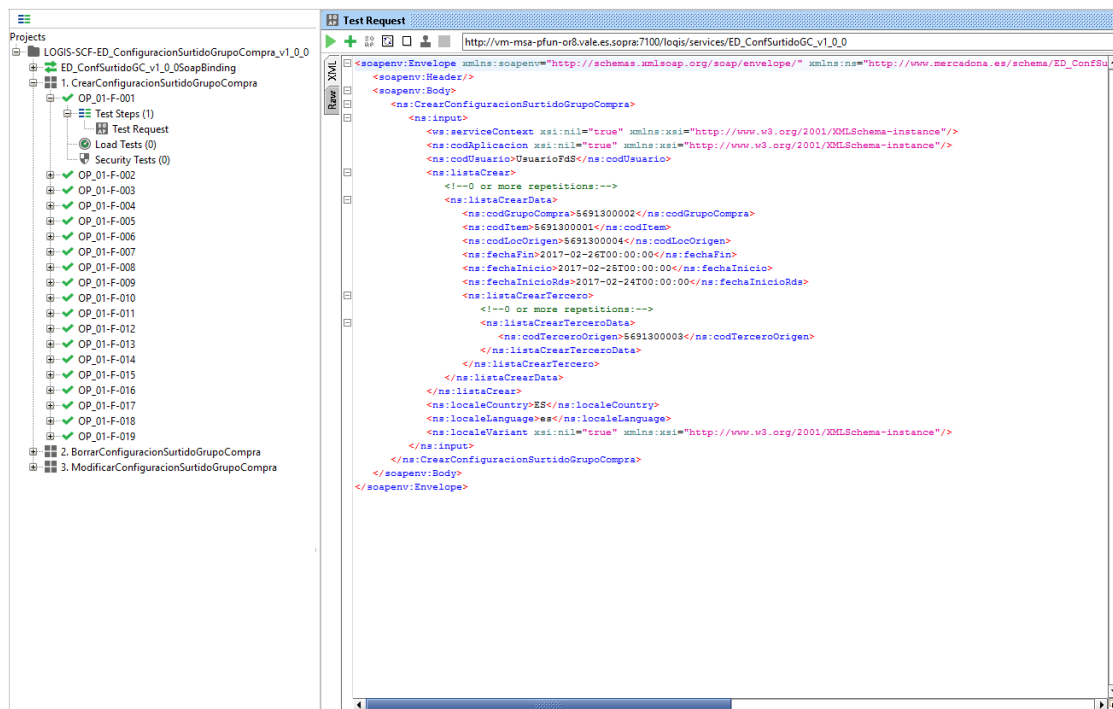 Projects
LOGIS-SCF-ED_ConfiguracionSurtidoGrupoCompra_v1_0_0
ED_ConfSurtidoGC_v1_0_0SoapBinding
1. CrearConfiguracionSurtidoGrupoCompra
OP_01-F-001
Test Steps (1)
Test Request
Load Tests (0)
Security Tests (0)
OP_01-F-002
OP_01-F-003
OP_01-F-004
OP_01-F-005
OP_01-F-006
OP_01-F-007
OP_01-F-008
OP_01-F-009
OP_01-F-010
OP_01-F-011
OP_01-F-012
OP_01-F-013
OP_01-F-014
OP_01-F-015
OP_01-F-016
OP_01-F-017
OP_01-F-018
OP_01-F-019
2. BorrarConfiguracionSurtidoGrupoCompra
3. ModificarConfiguracionSurtidoGrupoCompra
Test Request
http://vm-msa-pfun-or8.vale.es.sopra:7100/logis/services/ED_ConfSurtidoGC_v1_0_0
XML
Raw
<soapenv:Envelope xmlns:soapenv="http://schemas.xmlsoap.org/soap/envelope/" xmlns:ns="http://www.mercadona.es/schema/ED_ConfSu
<soapenv:Header/>
<soapenv:Body>
<ns:CrearConfiguracionSurtidoGrupoCompra>
<ns:input>
<ws:serviceContext xsi:nil="true" xmlns:xsi="http://www.w3.org/2001/XMLSchema-instance"/>
<ns:codAplicacion xsi:nil="true" xmlns:xsi="http://www.w3.org/2001/XMLSchema-instance"/>
<ns:codUsuario>UsuarioFdS</ns:codUsuario>
<ns:listaCrear>
<!--0 or more repetitions:-->
<ns:listaCrearData>
<ns:codGrupoCompra>5691300002</ns:codGrupoCompra>
<ns:codItem>5691300001</ns:codItem>
<ns:codLocOrigen>5691300004</ns:codLocOrigen>
<ns:fechaFin>2017-02-26T00:00:00</ns:fechaFin>
<ns:fechaInicio>2017-02-25T00:00:00</ns:fechaInicio>
<ns:fechaInicioRds>2017-02-24T00:00:00</ns:fechaInicioRds>
<ns:listaCrearTercero>
<!--0 or more repetitions:-->
<ns:listaCrearTerceroData>
<ns:codTerceroOrigen>5691300003</ns:codTerceroOrigen>
</ns:listaCrearTerceroData>
</ns:listaCrearTercero>
</ns:listaCrearData>
</ns:listaCrear>
<ns:localeCountry>ES</ns:localeCountry>
<ns:localeLanguage>es</ns:localeLanguage>
<ns:localeVariant xsi:nil="true" xmlns:xsi="http://www.w3.org/2001/XMLSchema-instance"/>
</ns:input>
</ns:CrearConfiguracionSurtidoGrupoCompra>
</soapenv:Body>
</soapenv:Envelope>